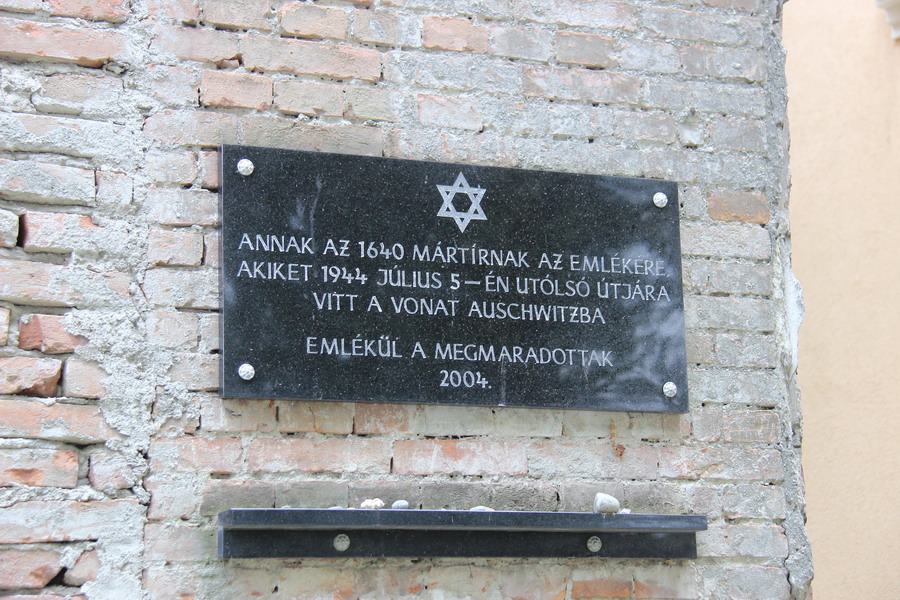 ANNAK AZ 1640 MÁRTÍRNAK AZ EMLÉKÉRE
AKIKET 1944 JÚLIUS 5–ÉN UTOLSÓ ÚTJÁRA
VITT A VONAT AUSCHWITZBA
EMLÉKÜL A MEGMARADOTTAK
2004.